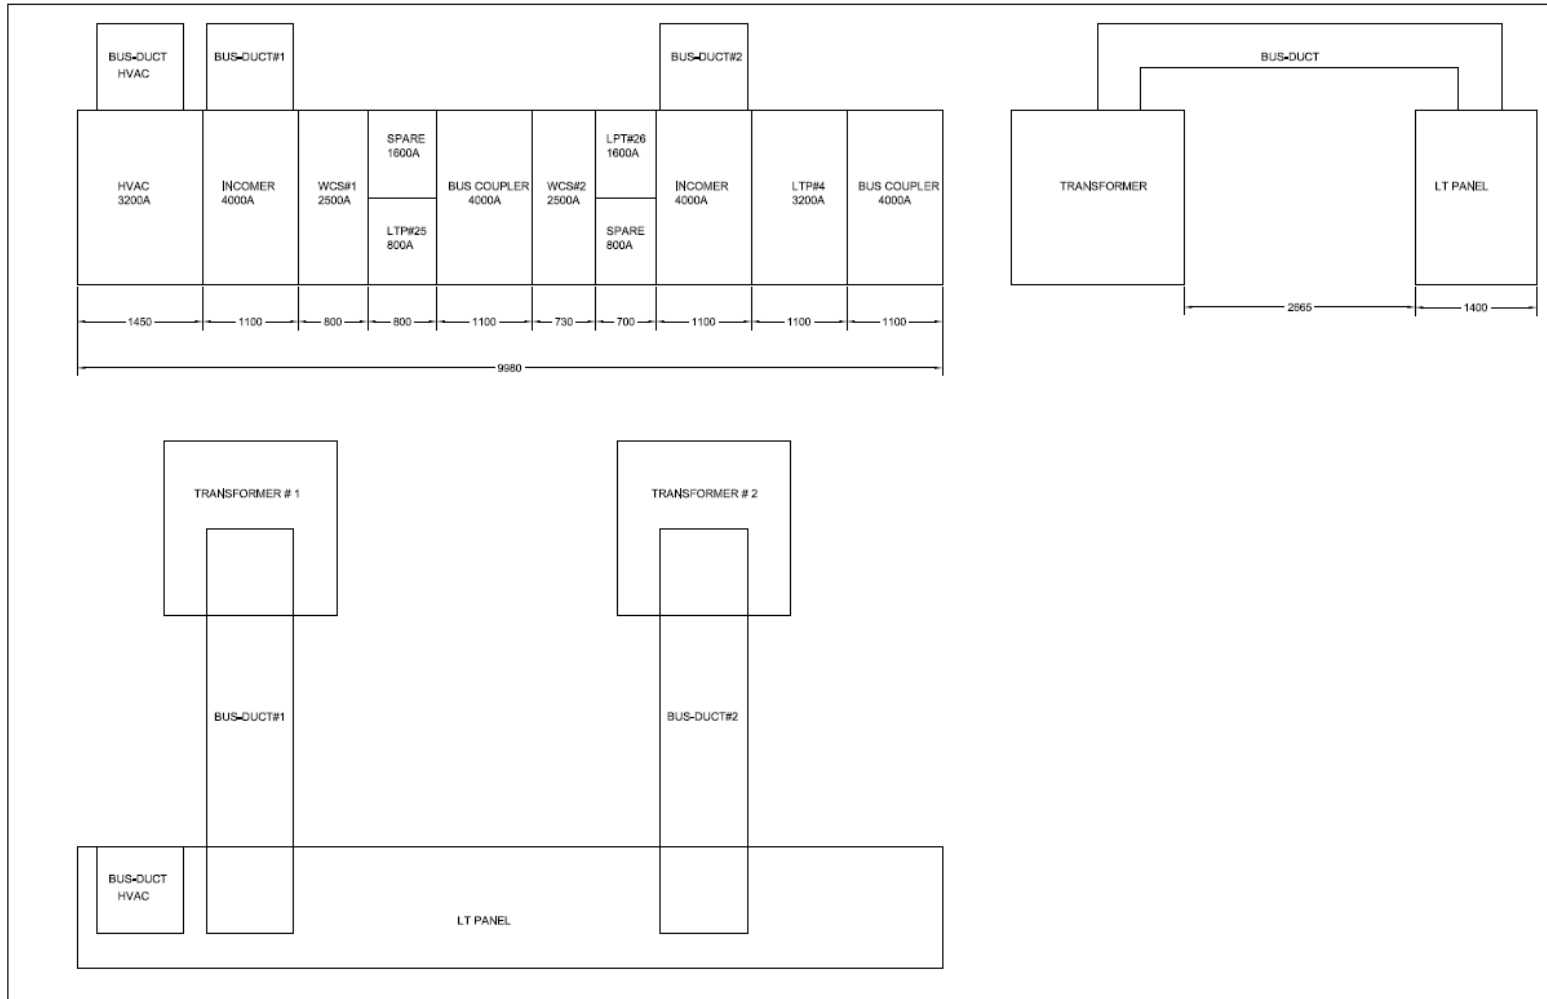 BUS-DUCT
HVAC
BUS-DUCT#1
BUS-DUCT#2
BUS-DUCT
HVAC
3200A
INCOMER
4000A
WCS#1
2500A
SPARE
1600A
LTP#25
800A
BUS COUPLER
4000A
WCS#2
2500A
LPT#26
1600A
SPARE
800A
INCOMER
4000A
LTP#4
3200A
BUS COUPLER
4000A
TRANSFORMER
LT PANEL
1450
1100
800
800
1100
730
700
1100
1100
1100
9980
2665
1400
TRANSFORMER # 1
TRANSFORMER # 2
BUS-DUCT#1
BUS-DUCT#2
BUS-DUCT
HVAC
LT PANEL